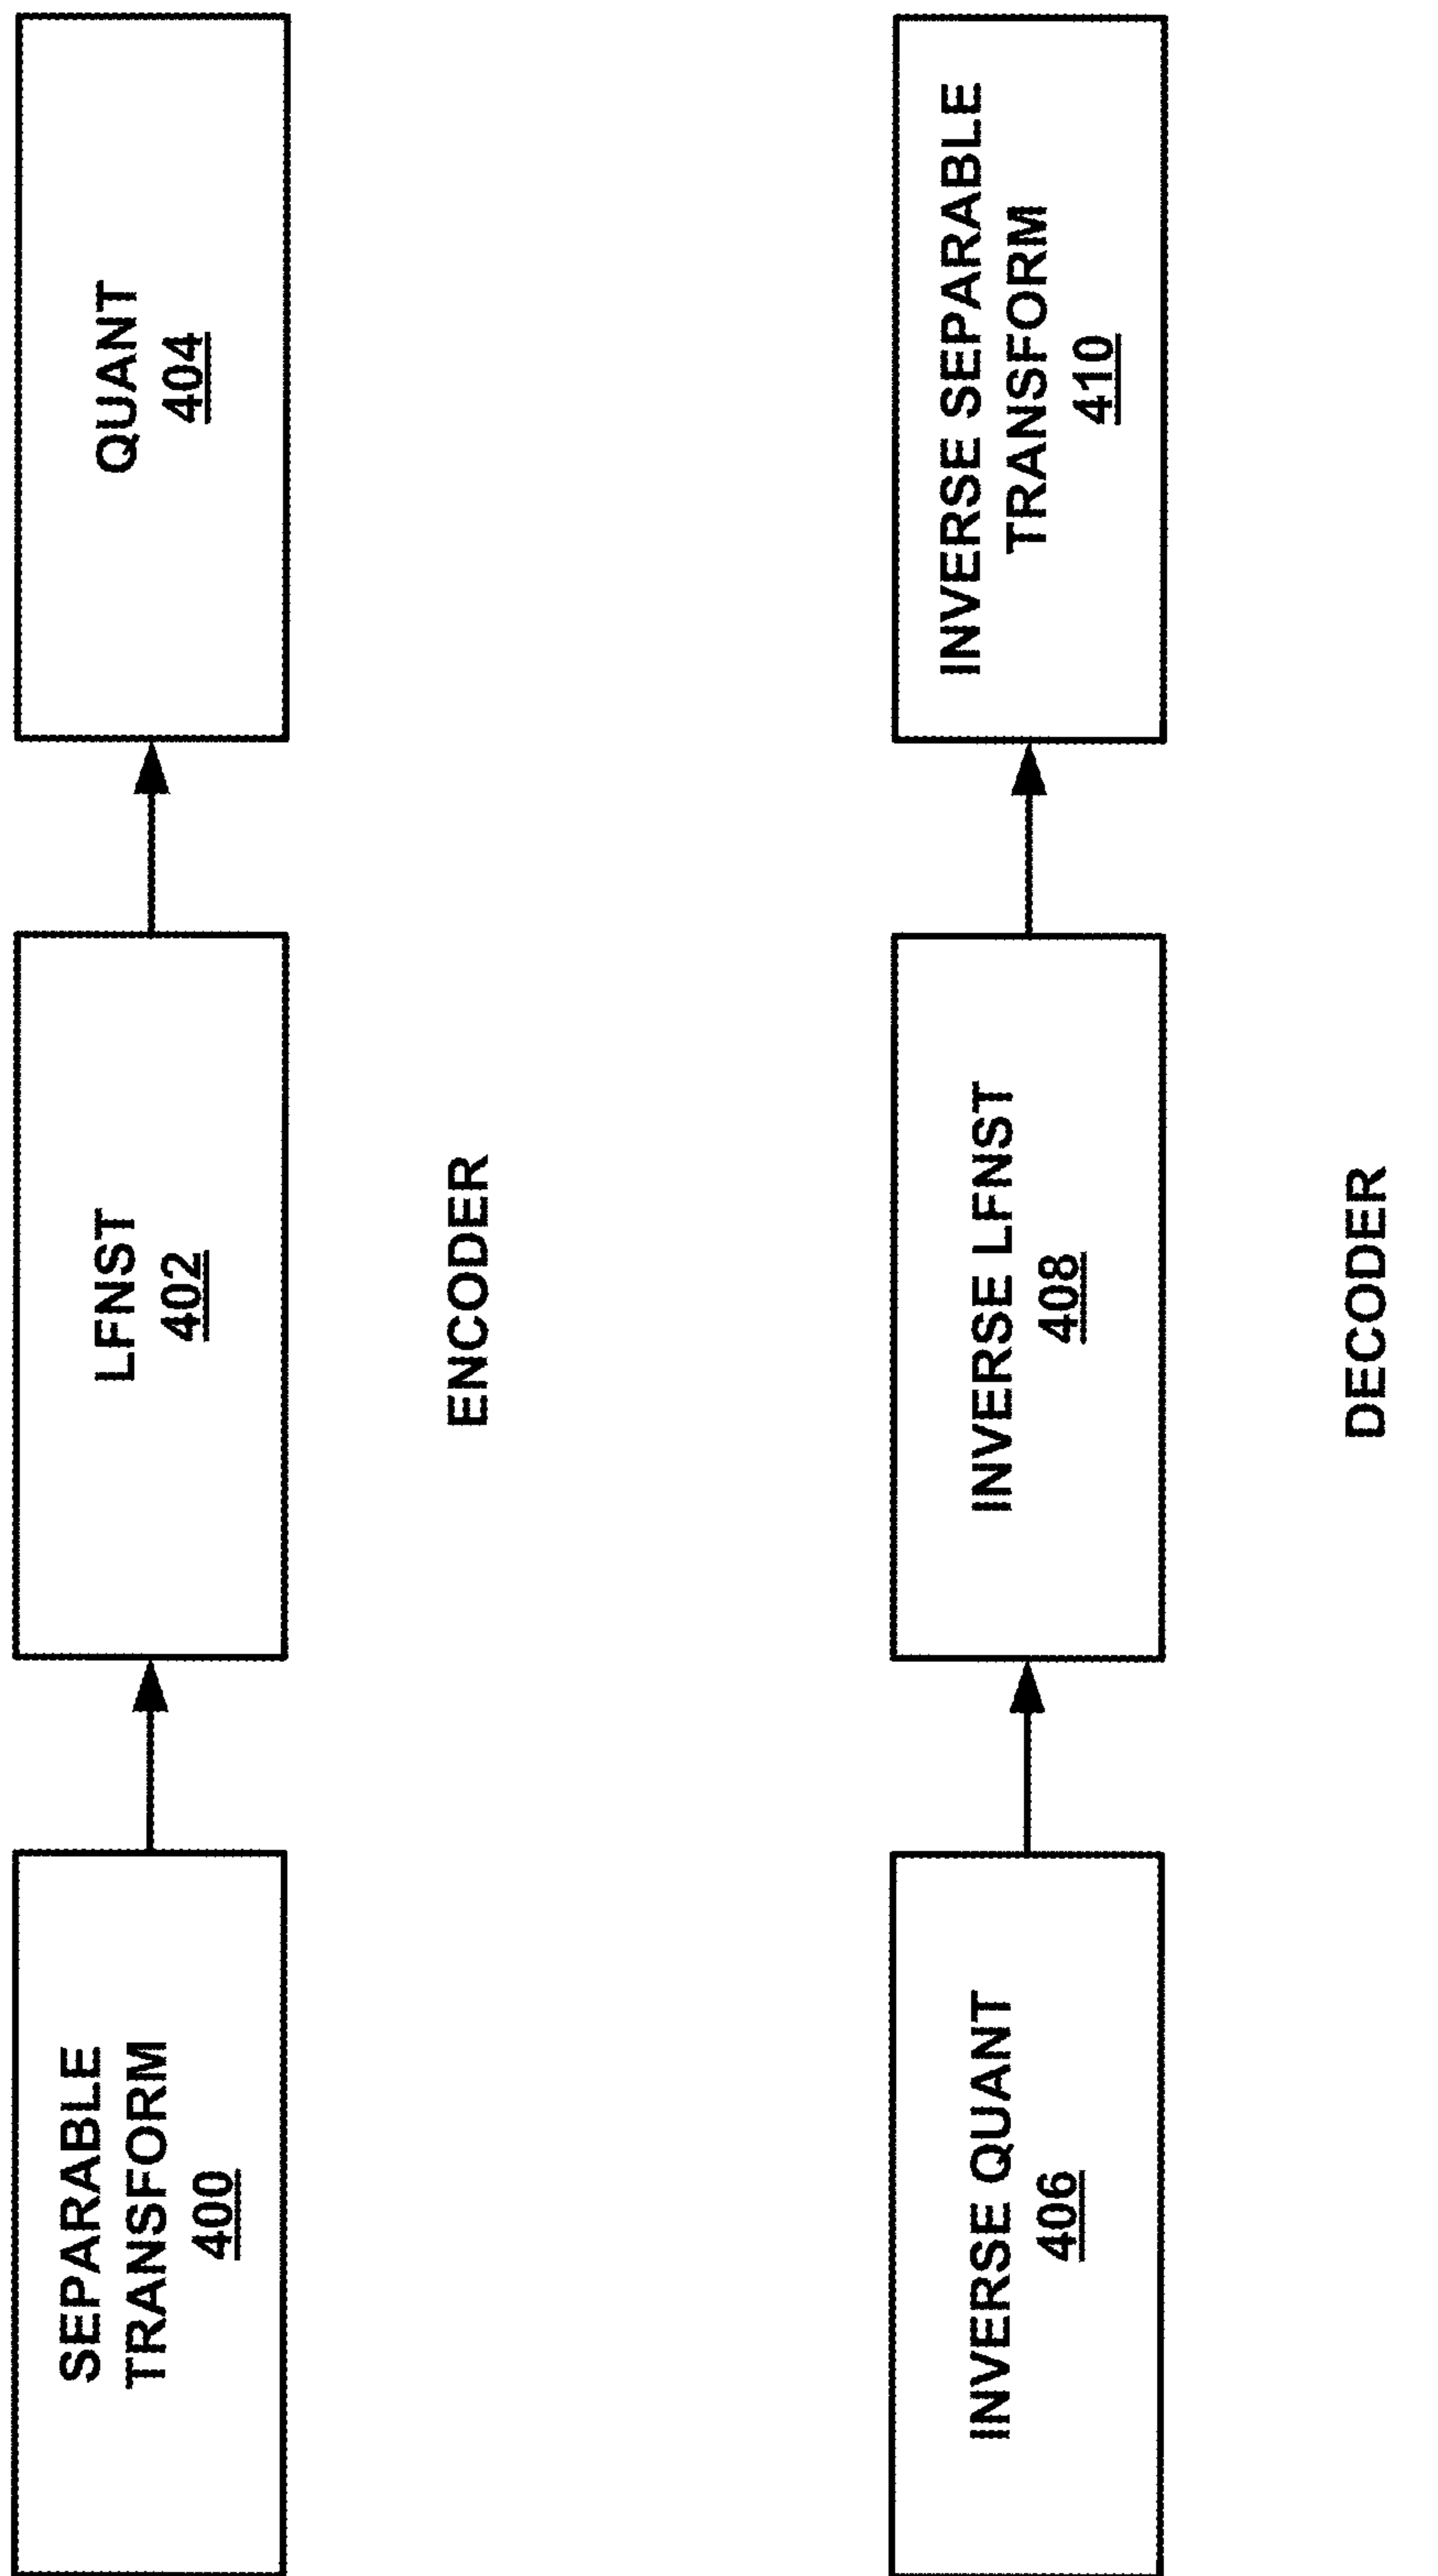 SEPARABLE
TRANSFORM
400
LFNST
402
QUANT
404
ENCODER
INVERSE QUANT
406
INVERSE LFNST
408
INVERSE SEPARABLE
TRANSFORM
410
DECODER